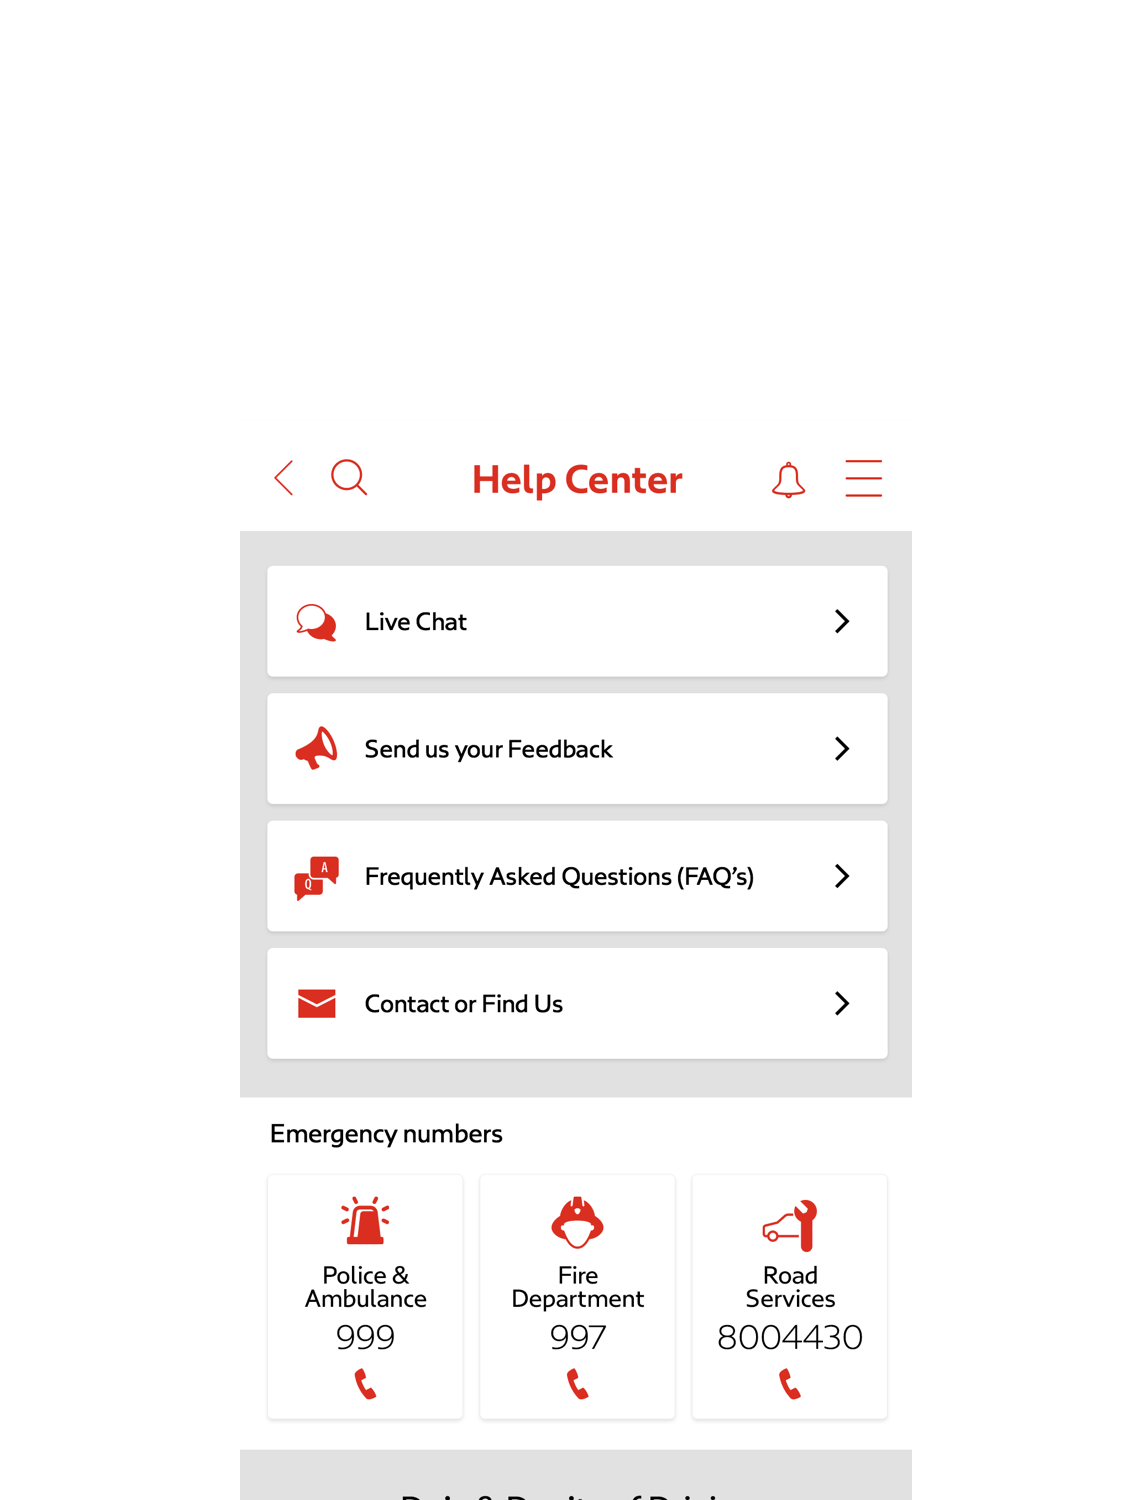 Help Center
Live Chat
Send us your Feedback
A
Q
Frequently Asked Questions (FAQ’s)
Contact or Find Us
Emergency numbers
Police &
Ambulance
999
Fire
Department
997
Road
Services
8004430